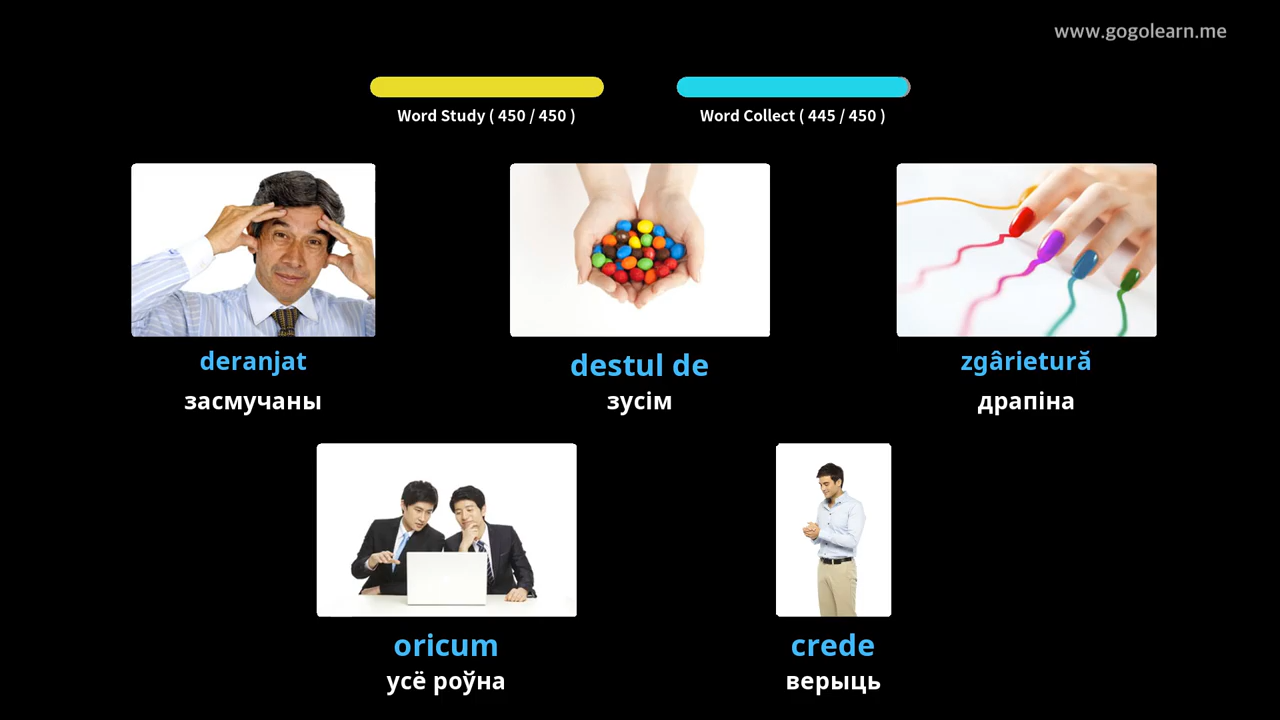 www.gogolearn.me
Word Study ( 450 / 450 )
Word Collect ( 445 / 450 )
deranjat
засмучаны
destul de
зусім
zgârietură
драпіна
oricum
усё роўна
crede
верыць